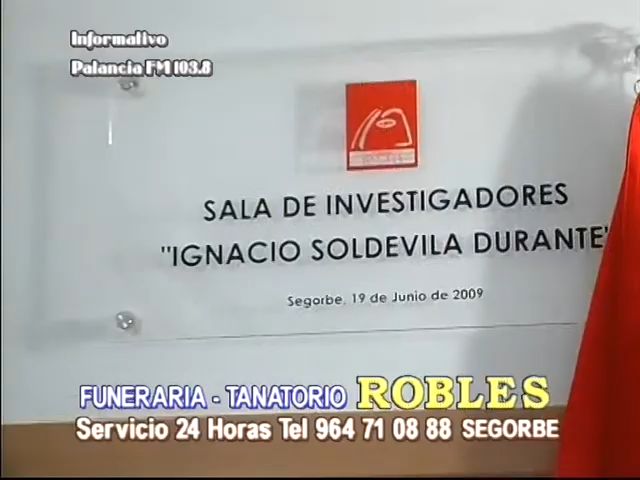 Informativo
Palancia FM 103.8
SALA DE INVESTIGADORES
"IGNACIO SOLDEVILA DURANTE"
Segorbe, 19 de Junio de 2009
FUNERARIA - TANATORIO ROBLES
Servicio 24 Horas Tel 964 71 08 88 SEGORBE